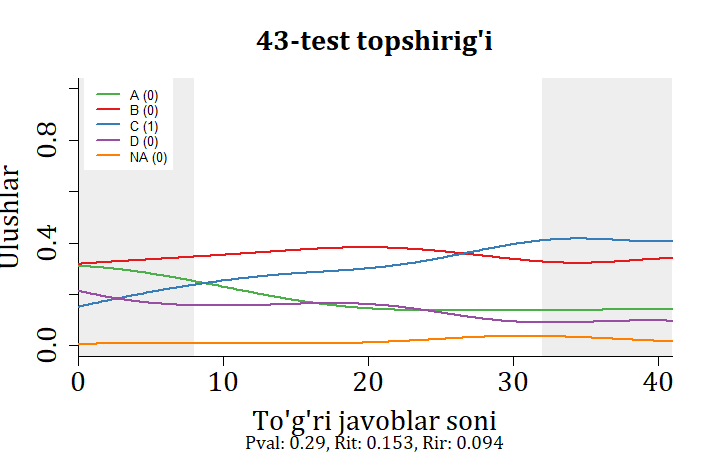 43-test topshirig'i
Ulushlar
0.0
0.4
0.8
A (0)
B (0)
C (1)
D (0)
NA (0)
0 10 20 30 40
To'g'ri javoblar soni
Pval: 0.29, Rit: 0.153, Rir: 0.094